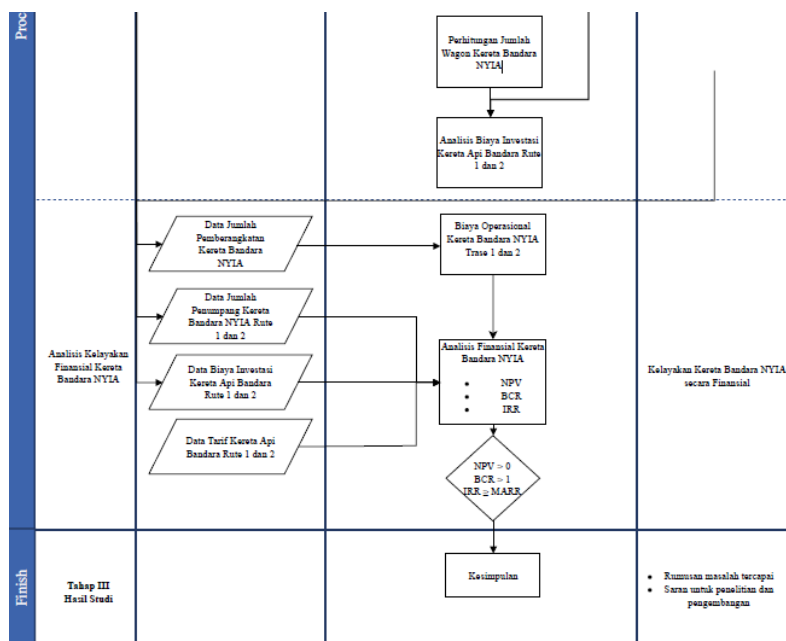 Proc
Perhitungan Jumlah
Wagon Kereta Bandara
NYIA
Analisis Biaya Investasi
Kereta Api Bandara Rute
1 dan 2
Analisis Kelayakan
Finansial Kereta
Bandara NYIA
Data Jumlah
Pemberangkatan
Kereta Bandara
NYIA
Biaya Operasional
Kereta Bandara NYIA
Trase 1 dan 2
Data Jumlah
Penumpang Kereta
Bandara NYIA Rute
1 dan 2
Data Biaya Investasi
Kereta Api Bandara
Rute 1 dan 2
Data Tarif Kereta Api
Bandara Rute 1 dan 2
Analisis Finansial Kereta
Bandara NYIA
• NPV
• BCR
• IRR
NPV > 0
BCR > 1
IRR ≥ MARR
Kelayakan Kereta Bandara NYIA
secara Finansial
Finish
Tahap III
Hasil Studi
Kesimpulan
• Rumusan masalah tercapai
• Saran untuk penelitian dan
pengembangan